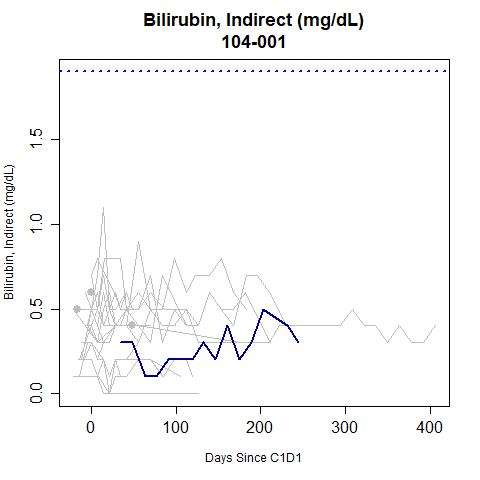 Bilirubin, Indirect (mg/dL)
104-001
Bilirubin, Indirect (mg/dL)
1.5
1.0
0.5
0.0
0 100 200 300 400
Days Since C1D1